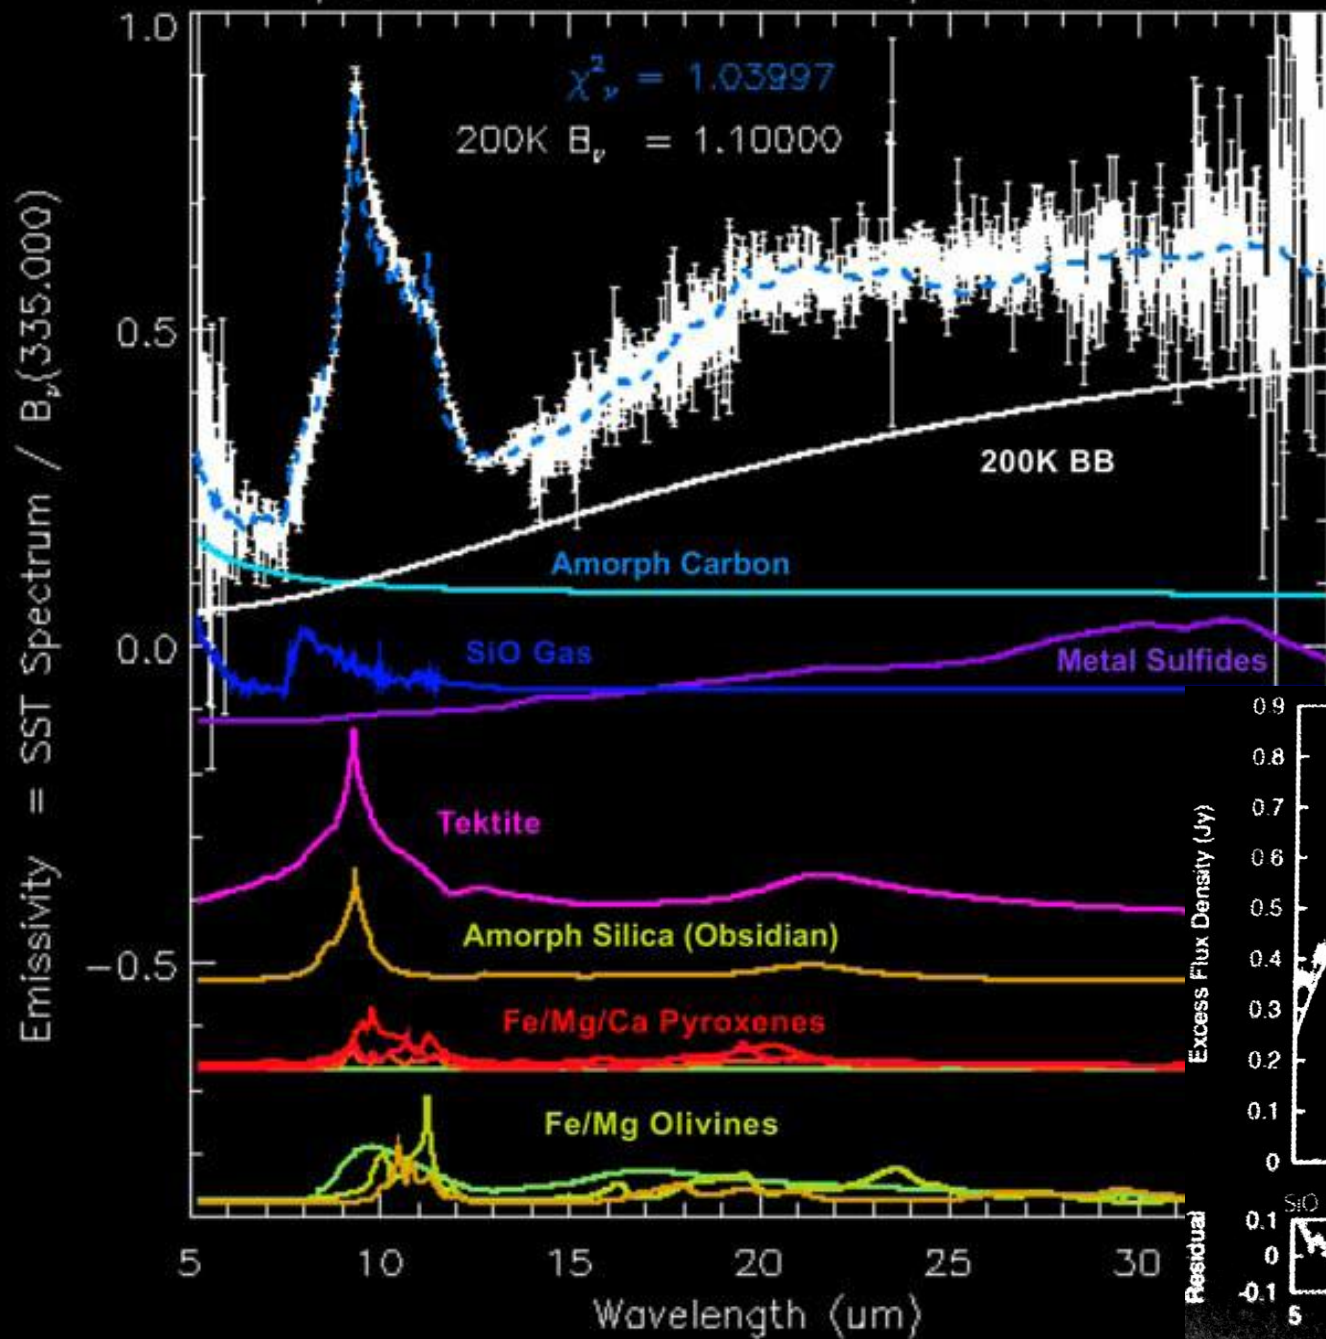 1.0
χ²ᵥ = 1.03997
200K Bᵥ = 1.10000
0.5
200K BB
Amorph Carbon
0.0
SiO Gas
Metal Sulfides
Tektite
Amorph Silica (Obsidian)
-0.5
Fe/Mg/Ca Pyroxenes
Fe/Mg Olivines
5 10 15 20 25 30
Wavelength (um)
Emissivity = SST Spectrum / Bᵥ(335.000)
0.9
0.8
0.7
0.6
0.5
0.4
0.3
0.2
0.1
0
Excess Flux Density (Jy)
SiO
0.1
0
-0.1
Residual
5